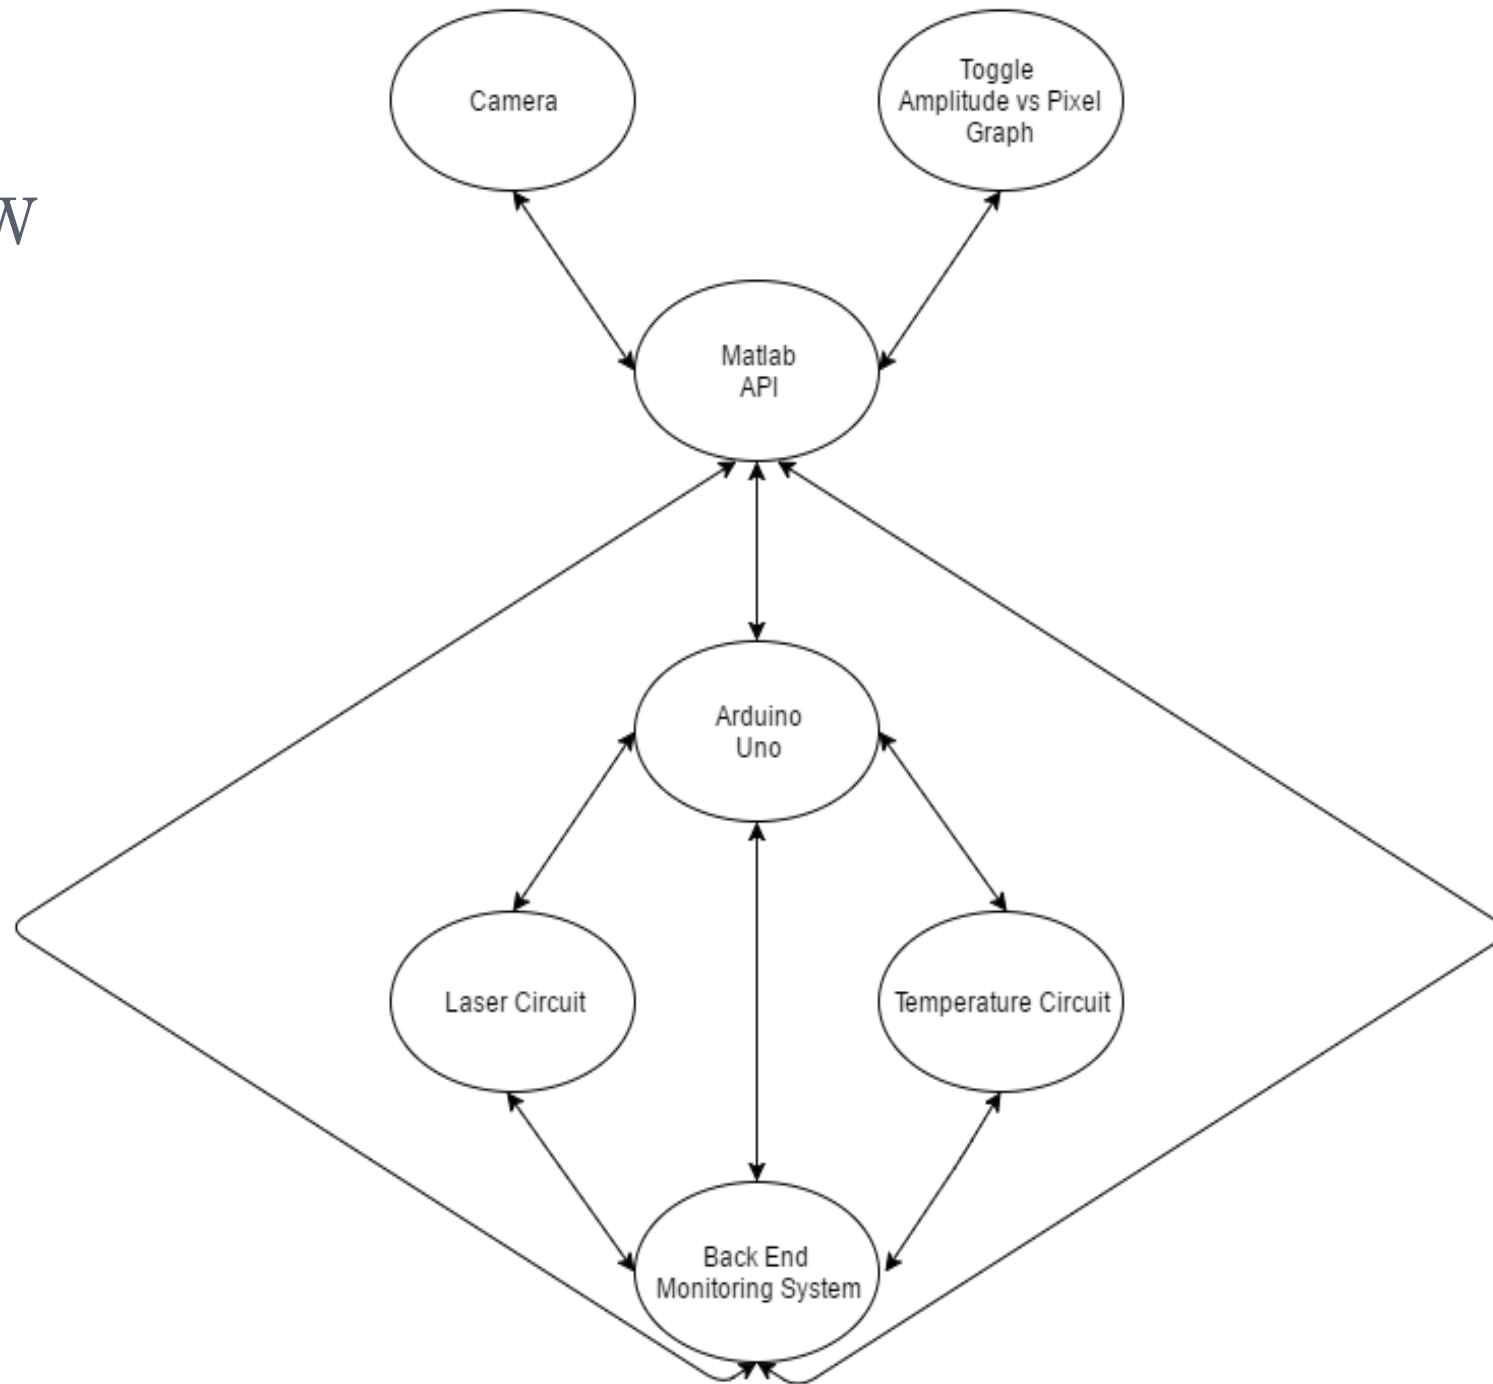 Camera
Toggle
Amplitude vs Pixel
Graph
w
Matlab
API
Arduino
Uno
Laser Circuit
Temperature Circuit
Back End
Monitoring System